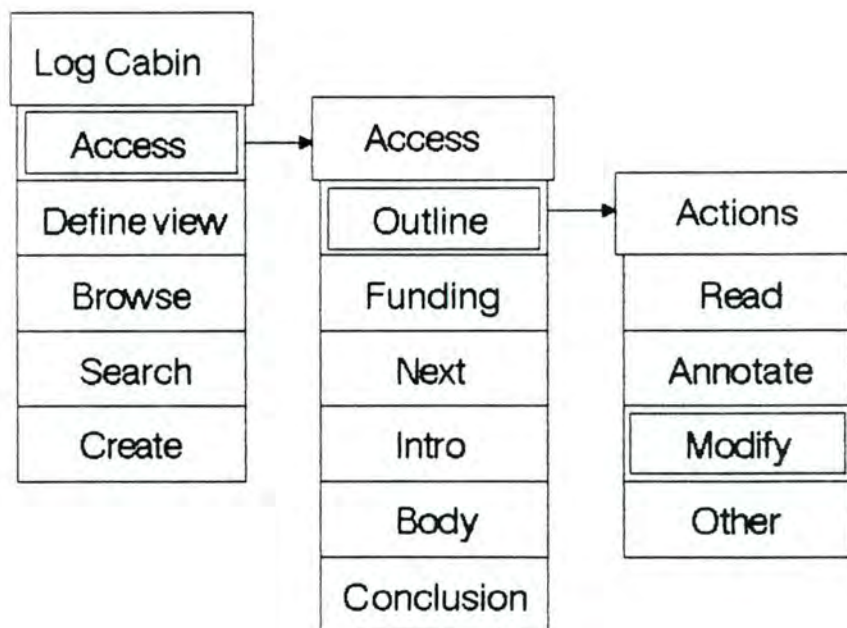 Log Cabin
Access
Define view
Browse
Search
Create
Access
Outline
Funding
Next
Intro
Body
Conclusion
Actions
Read
Annotate
Modify
Other